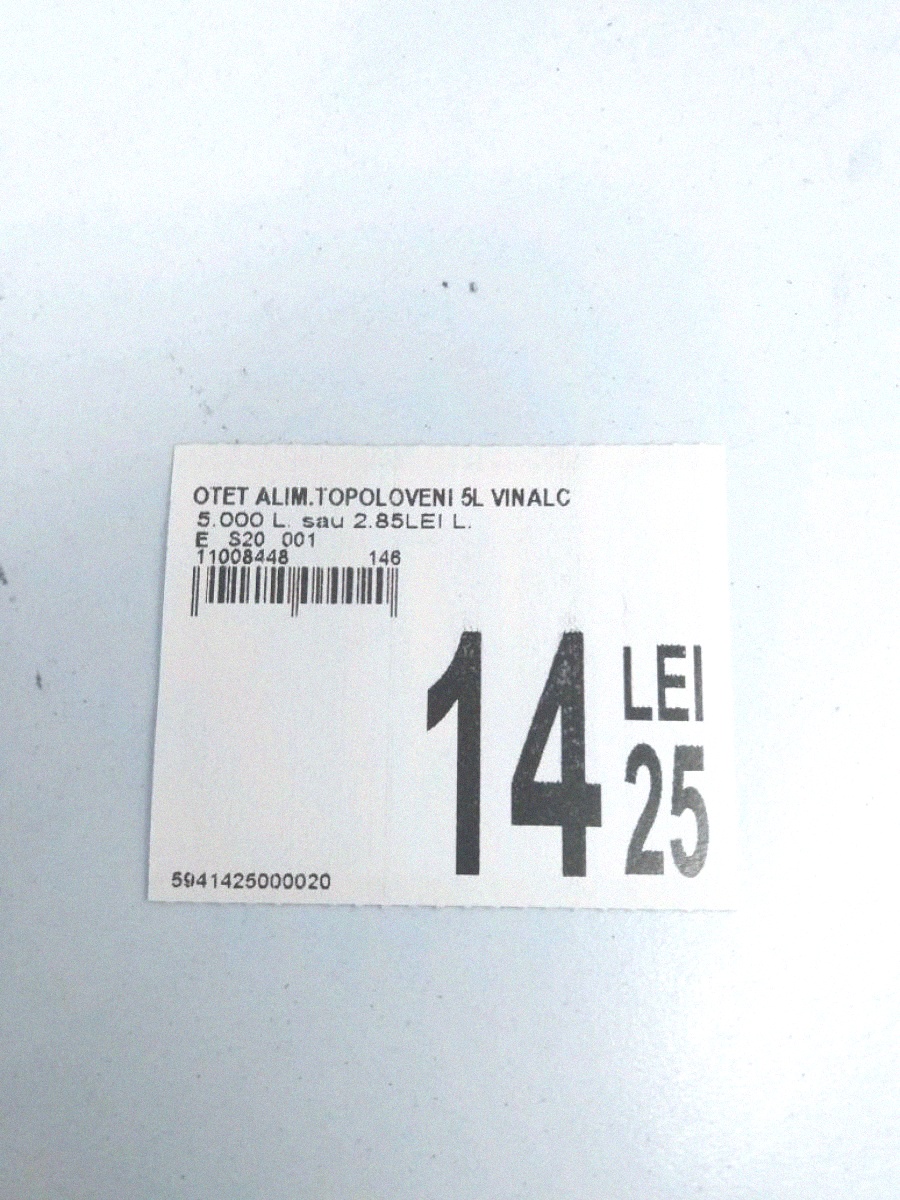 OTET ALIM.TOPOLOVENI 5L VINALC
5.000 L. sau 2.85LEI L.
E S20 001
11008448 146
14 LEI 25
5941425000020